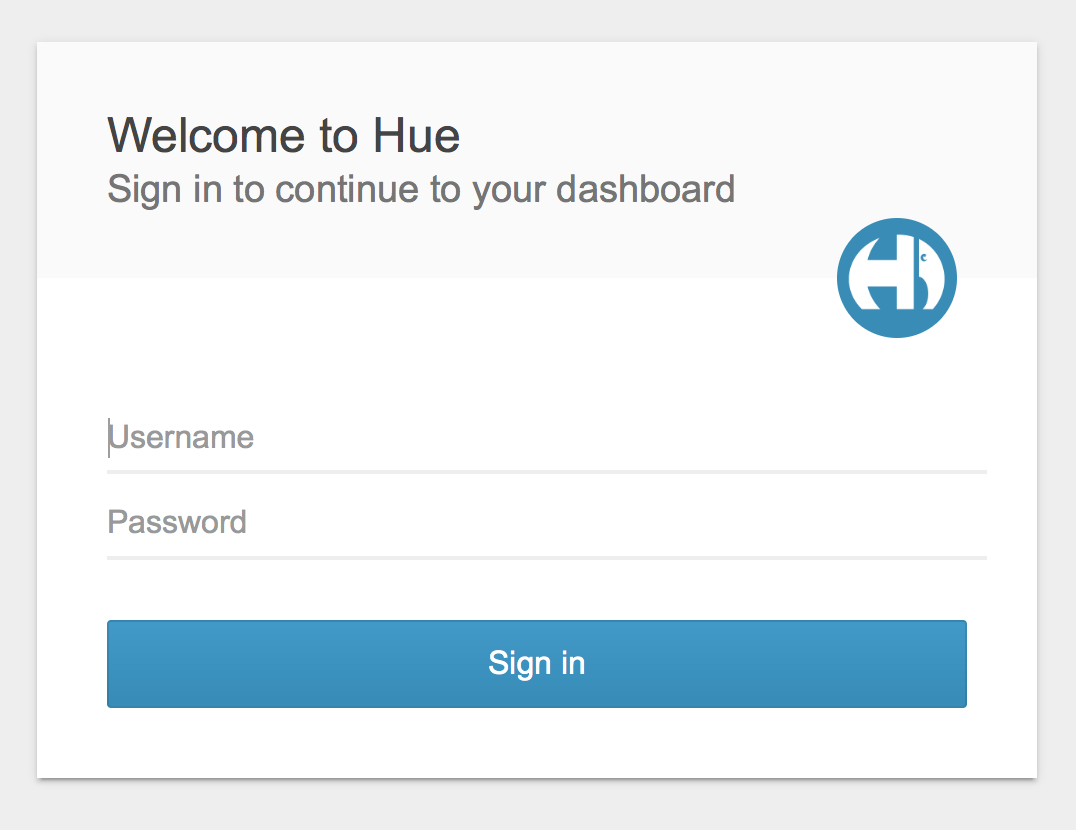 Welcome to Hue
Sign in to continue to your dashboard
Username
Password
Sign in